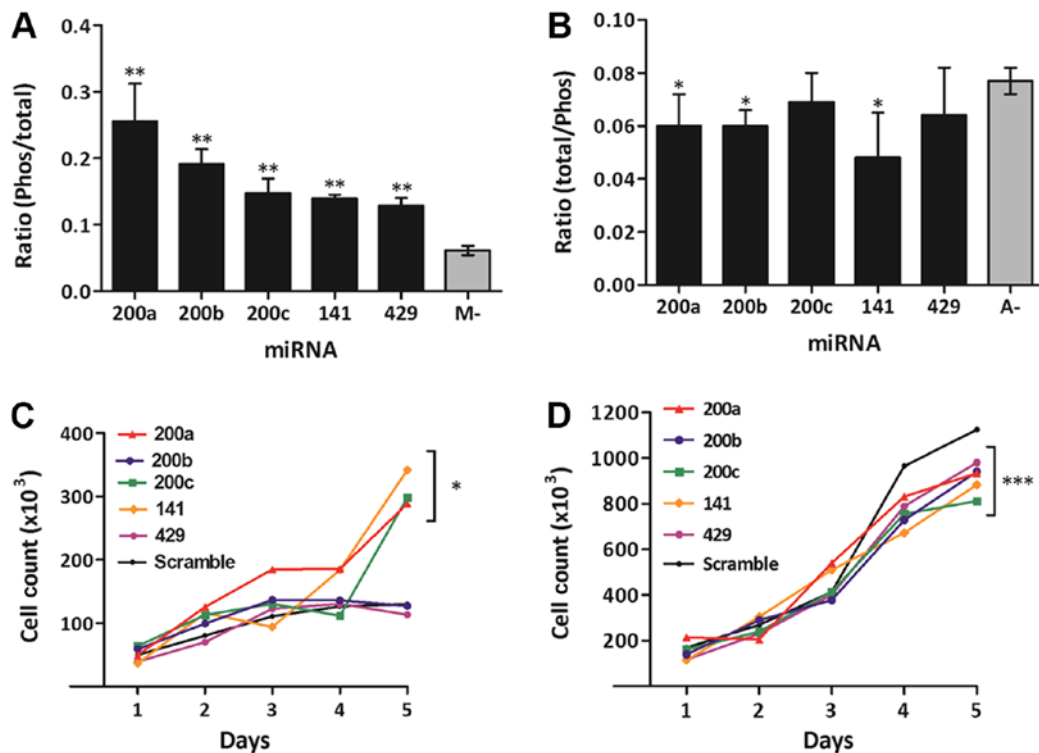 A
Ratio (Phos/total)
0.4
0.3
0.2
0.1
0.0
**
**
**
**
**
200a 200b 200c 141 429 M-
miRNA
B
Ratio (total/Phos)
0.10
0.08
0.06
0.04
0.02
0.00
*
*
*
200a 200b 200c 141 429 A-
miRNA
C
Cell count (x10³)
400
300
200
100
200a
200b
200c
141
429
Scramble
*
1 2 3 4 5
Days
D
Cell count (x10³)
1200
1000
800
600
400
200
200a
200b
200c
141
429
Scramble
***
1 2 3 4 5
Days